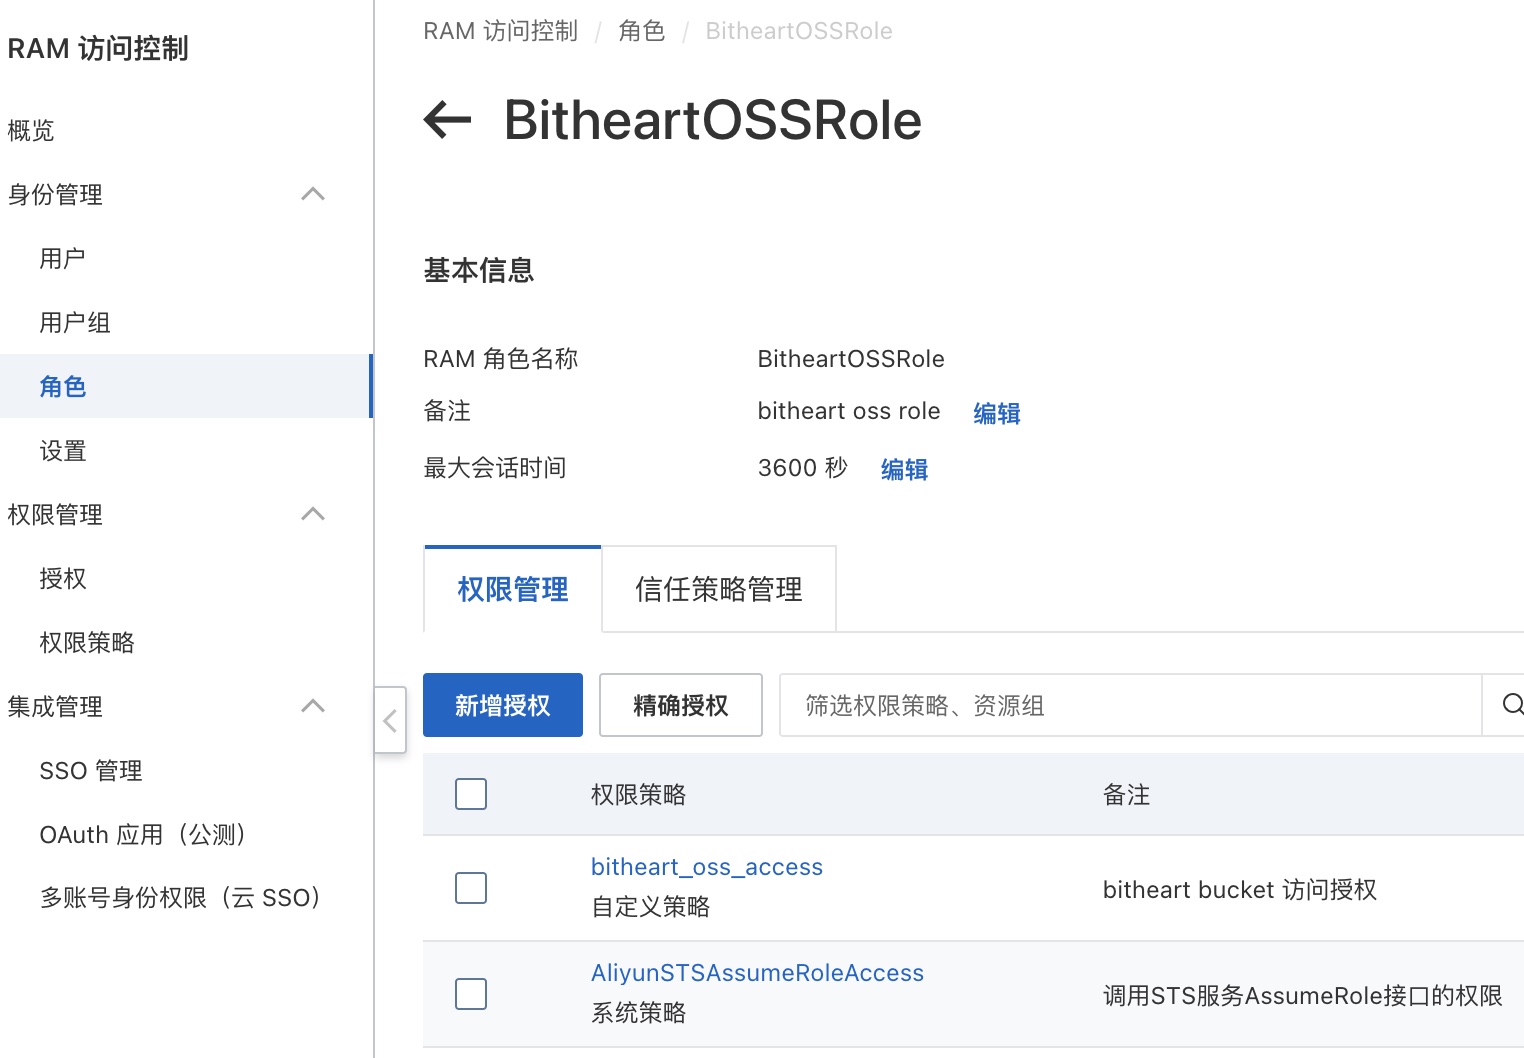 RAM 访问控制
概览
身份管理
用户
用户组
角色
设置
权限管理
授权
权限策略
集成管理
SSO 管理
OAuth 应用（公测）
多账号身份权限（云 SSO）
RAM 访问控制 / 角色 / BitheartOSSRole
BitheartOSSRole
基本信息
RAM 角色名称 BitheartOSSRole
备注 bitheart oss role 编辑
最大会话时间 3600 秒 编辑
权限管理 信任策略管理
新增授权 精确授权 筛选权限策略、资源组
权限策略 备注
bitheart_oss_access
自定义策略
bitheart bucket 访问授权
AliyunSTSAssumeRoleAccess
系统策略
调用STS服务AssumeRole接口的权限